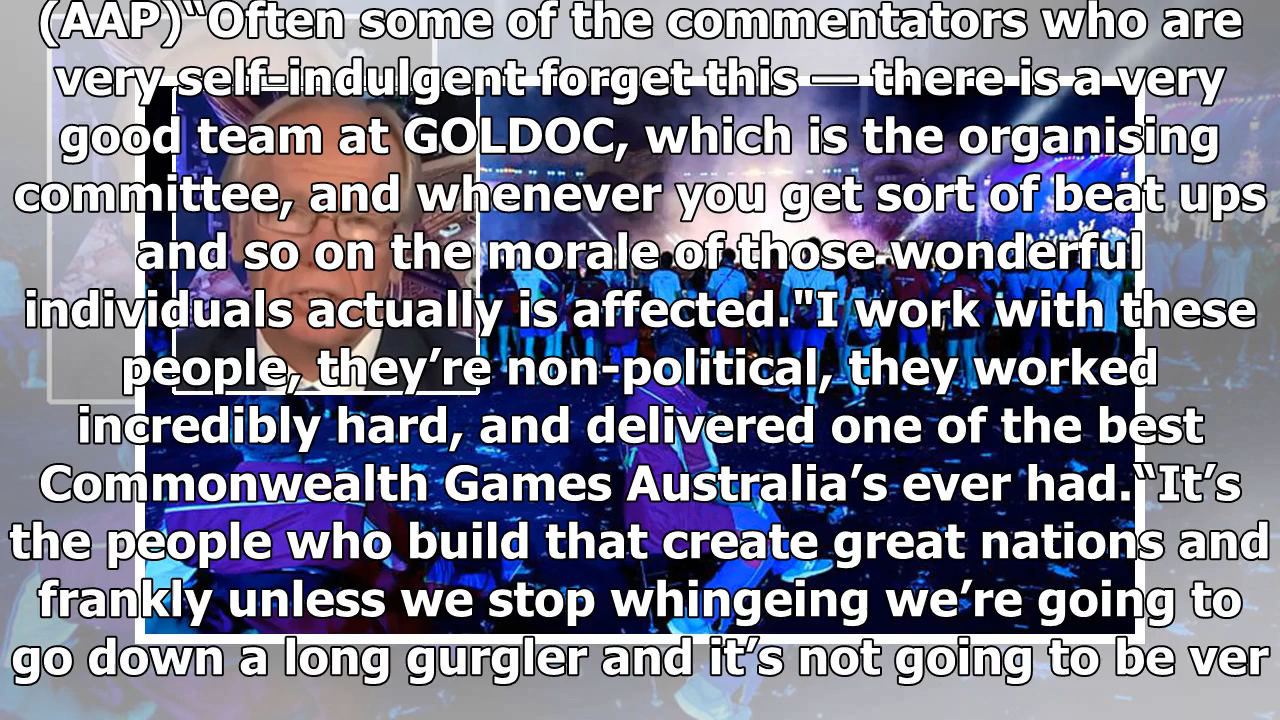 (AAP)“Often some of the commentators who are
very self-indulgent forget this — there is a very
good team at GOLDOC, which is the organising
committee, and whenever you get sort of beat ups
and so on the morale of those wonderful
individuals actually is affected."I work with these
people, they’re non-political, they worked
incredibly hard, and delivered one of the best
Commonwealth Games Australia’s ever had.“It’s
the people who build that create great nations and
frankly unless we stop whingeing we’re going to
go down a long gurgler and it’s not going to be ver